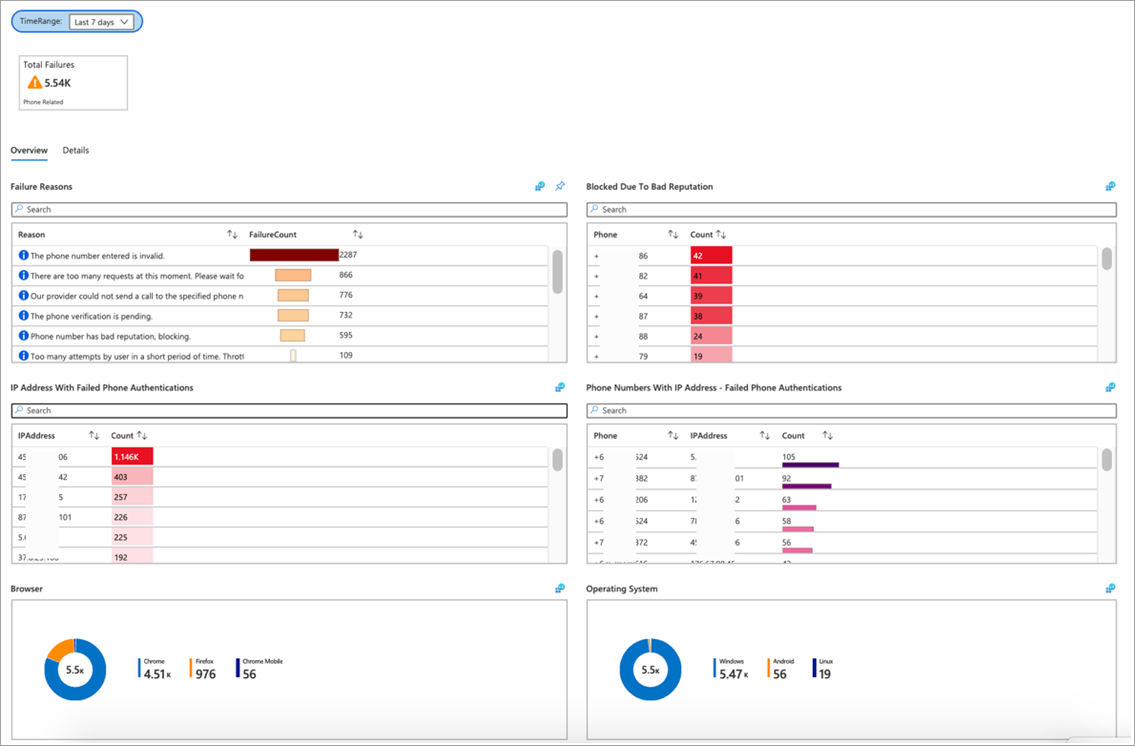 TimeRange: Last 7 days
Total Failures
5.54K
Phone Related
Overview Details
Failure Reasons
Search
Reason FailureCount
The phone number entered is invalid. 2287
There are too many requests at this moment. Please wait fo 866
Our provider could not send a call to the specified phone n 776
The phone verification is pending. 732
Phone number has bad reputation, blocking. 595
Too many attempts by user in a short period of time. Thrott 109
Blocked Due To Bad Reputation
Search
Phone Count
+ 86 42
+ 82 41
+ 64 39
+ 87 38
+ 88 24
+ 79 19
IP Address With Failed Phone Authentications
Search
IPAddress Count
45 06 1.146K
45 42 403
17 5 257
87 101 226
5. 225
192
Phone Numbers With IP Address - Failed Phone Authentications
Search
Phone IPAddress Count
+6 524 5. 105
+7 382 87 01 92
+6 206 12 2 63
+6 524 78 6 58
+7 372 45 6 56
Browser
5.5K
Chrome
4.51K
Firefox
976
Chrome Mobile
56
Operating System
5.5K
Windows
5.47K
Android
56
Linux
19